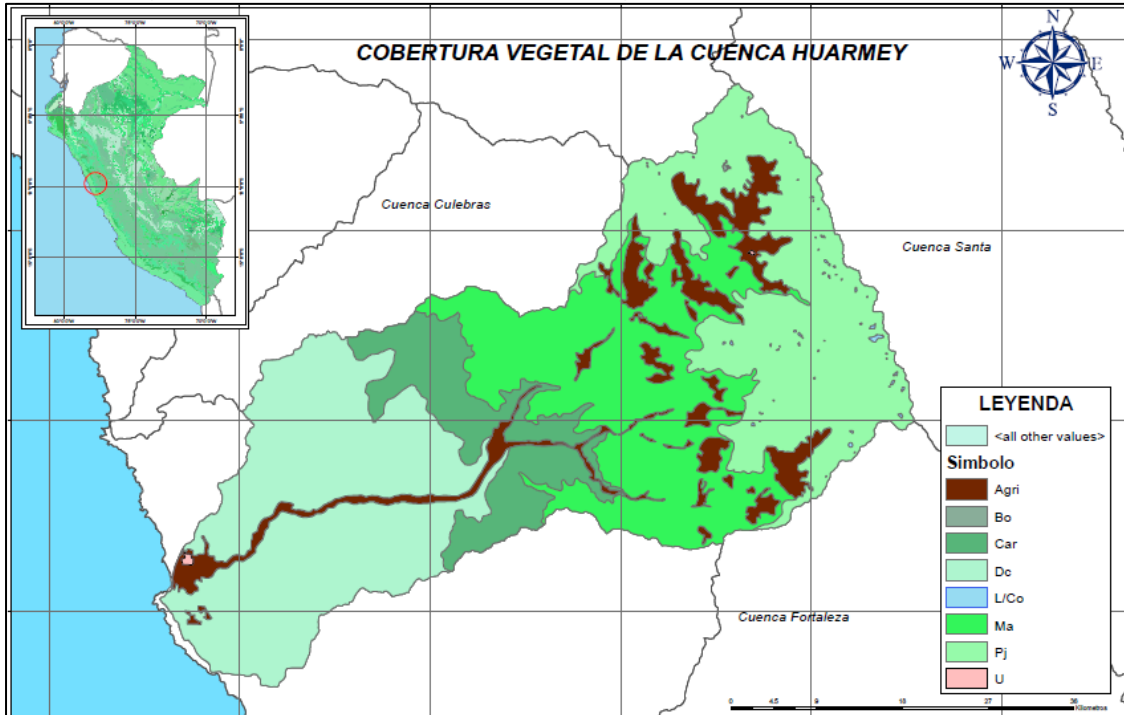 COBERTURA VEGETAL DE LA CUENCA HUARMEY
N
W
E
S
Cuenca Culebras
Cuenca Santa
Cuenca Fortaleza
LEYENDA
<all other values>
Simbolo
Agri
Bo
Car
Dc
L/Co
Ma
Pj
U
0 4.5 9 18 27 36
Kilometros